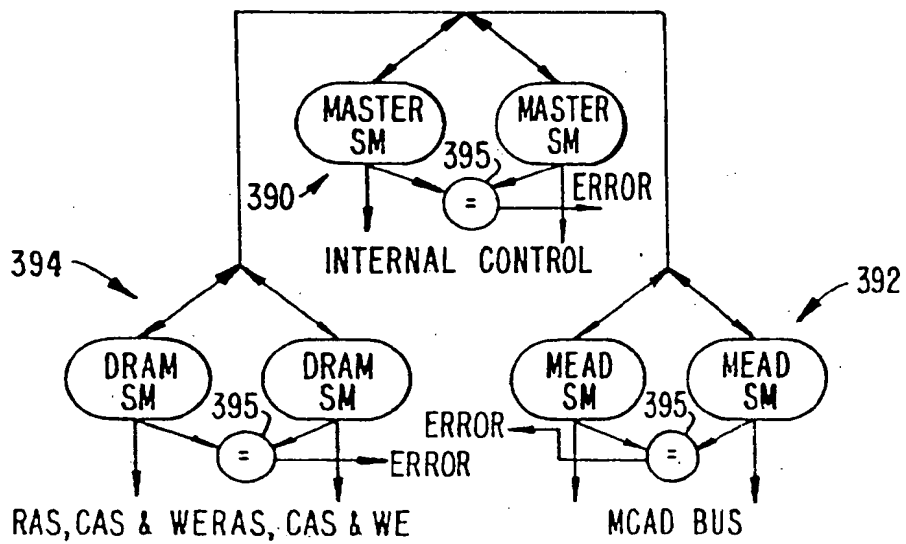 MASTER SM
MASTER SM
395
390
=
ERROR
INTERNAL CONTROL
394
392
DRAM SM
DRAM SM
MEAD SM
MEAD SM
395
395
ERROR
=
=
ERROR
RAS, CAS & WERAS, CAS & WE
MCAD BUS